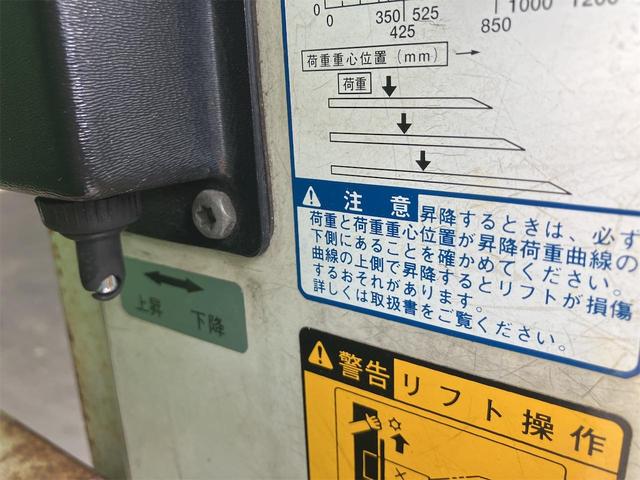 0
0
350
525
1000
1200
425
850
荷重重心位置(mm)→
荷重
注意
昇降するときは、必ず
荷重と荷重重心位置が昇降荷重曲線の
下側にあることを確かめてください。
曲線の上側で昇降するとリフトが損傷
するおそれがあります。
詳しくは取扱書をご覧ください。
上昇 下降
警告 リフト操作